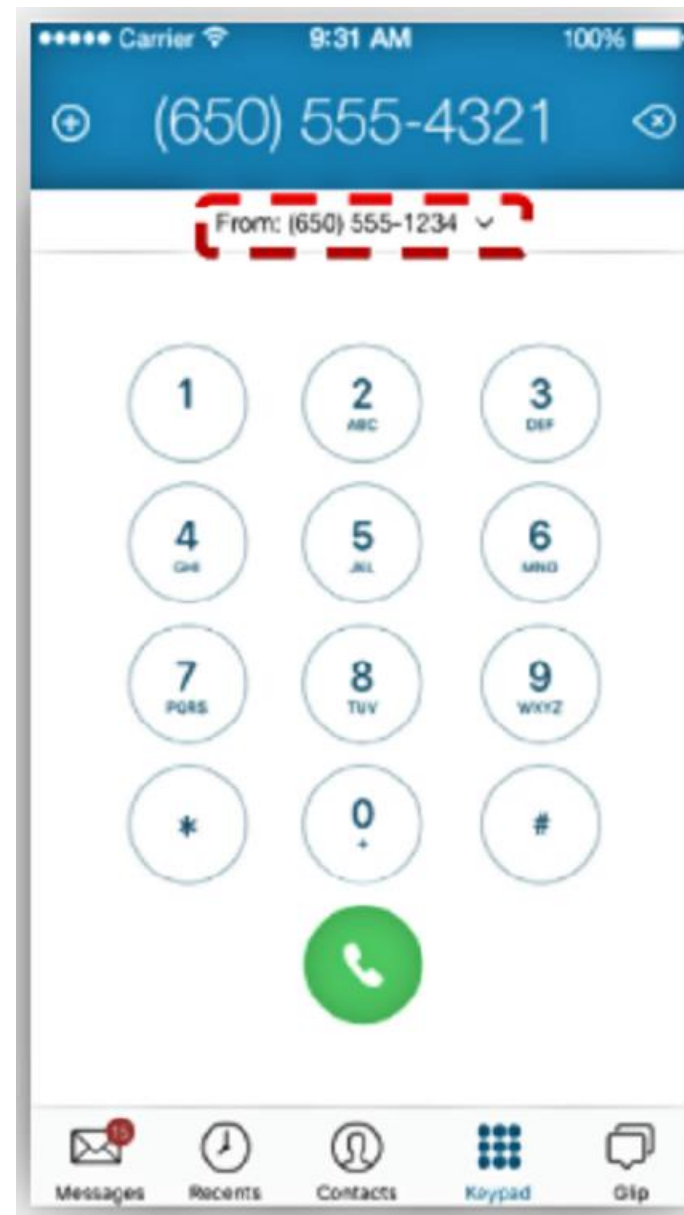 Carrier 9:31 AM 100%
(650) 555-4321
From: (650) 555-1234
1 2 3
ABC DEF
4 5 6
GHI JKL MNO
7 8 9
PQRS TUV WXYZ
* 0 #
+
15
Messages Recents Contacts Keypad Glip